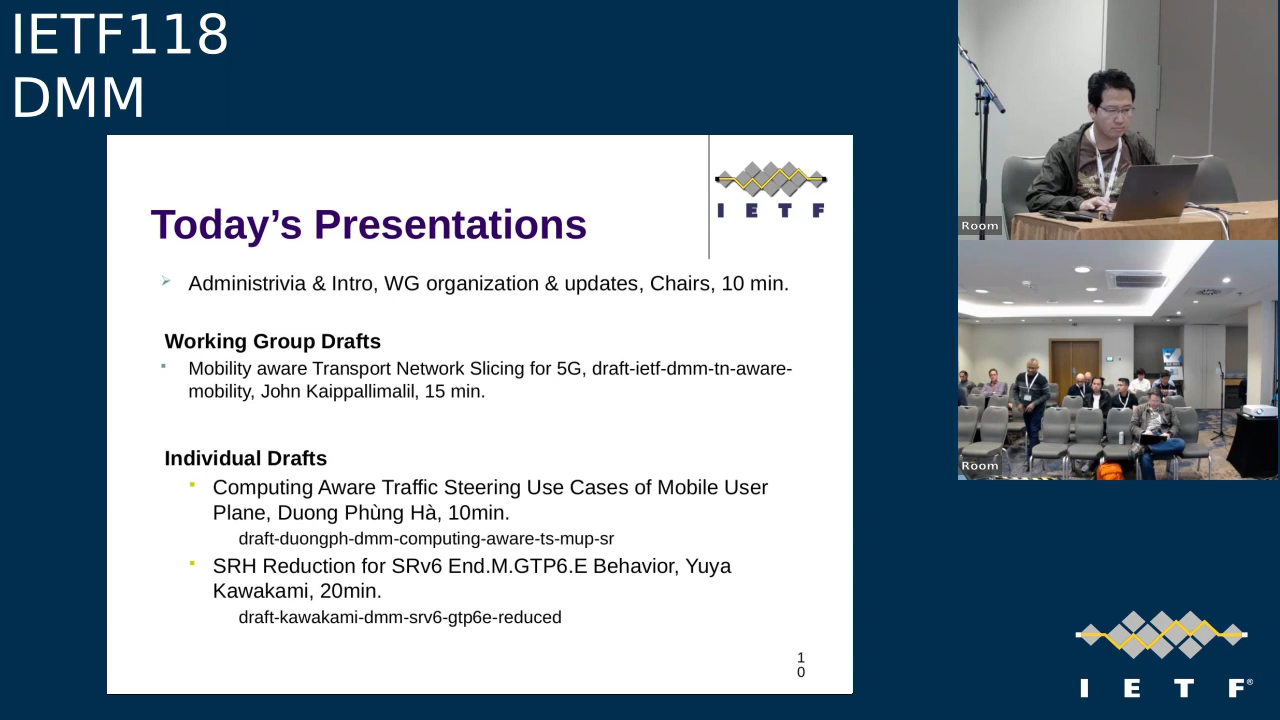 IETF118
DMM
I E T F
Today’s Presentations
Administrivia & Intro, WG organization & updates, Chairs, 10 min.
Working Group Drafts
Mobility aware Transport Network Slicing for 5G, draft-ietf-dmm-tn-aware-
mobility, John Kaippallimalil, 15 min.
Individual Drafts
Computing Aware Traffic Steering Use Cases of Mobile User
Plane, Duong Phùng Hà, 10min.
draft-duongph-dmm-computing-aware-ts-mup-sr
SRH Reduction for SRv6 End.M.GTP6.E Behavior, Yuya
Kawakami, 20min.
draft-kawakami-dmm-srv6-gtp6e-reduced
1
0
Room
Room
I E T F®